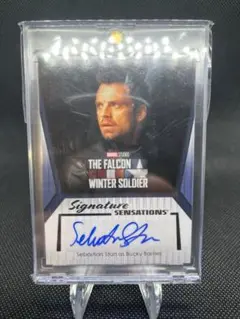 MARVEL STUDIOS
THE FALCON
AND THE
WINTER SOLDIER
Signature
SENSATIONS
Sebastian Stan as Bucky Barnes